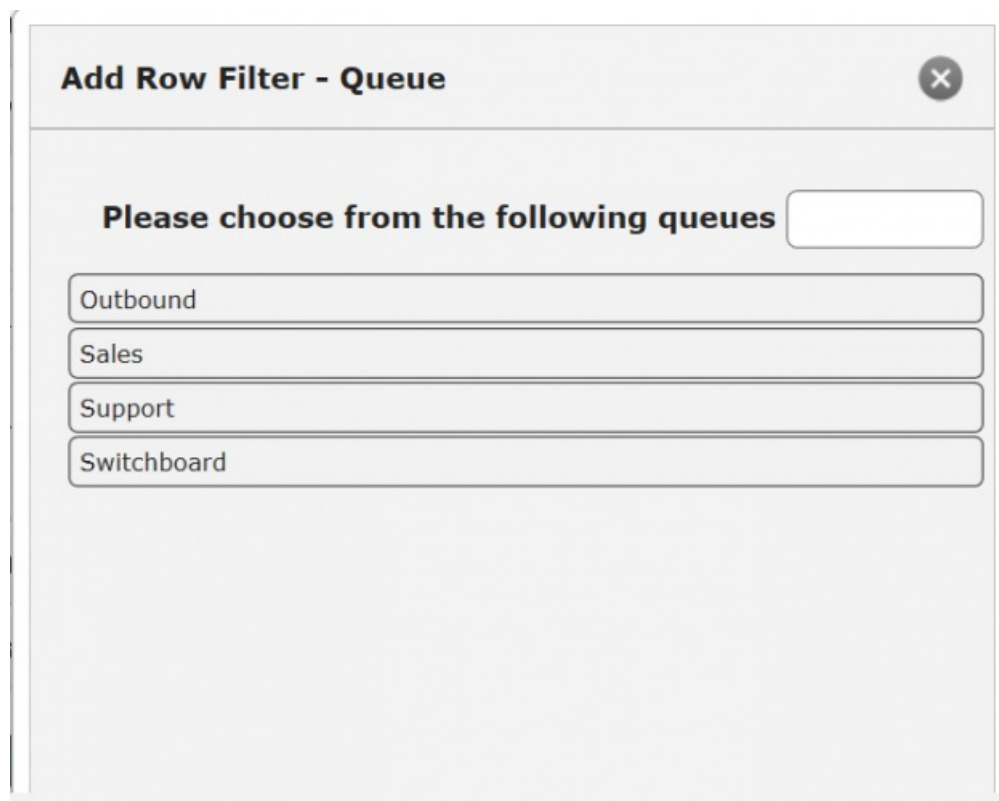 Add Row Filter - Queue
Please choose from the following queues
Outbound
Sales
Support
Switchboard